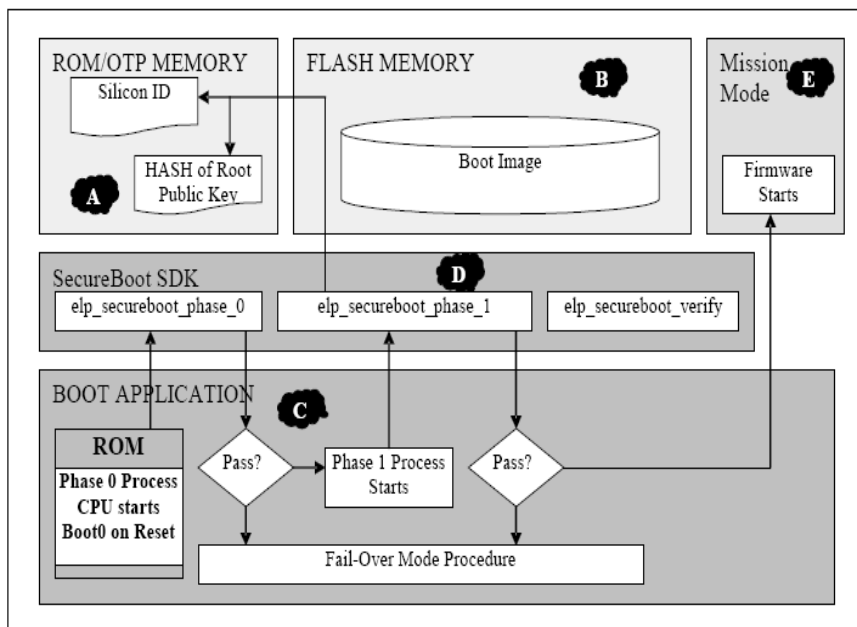 ROM/OTP MEMORY
Silicon ID
HASH of Root
Public Key
A
FLASH MEMORY
B
Boot Image
Mission
Mode
E
Firmware
Starts
SecureBoot SDK
D
elp_secureboot_phase_0
elp_secureboot_phase_1
elp_secureboot_verify
BOOT APPLICATION
C
ROM
Phase 0 Process
CPU starts
Boot0 on Reset
Pass?
Phase 1 Process
Starts
Pass?
Fail-Over Mode Procedure